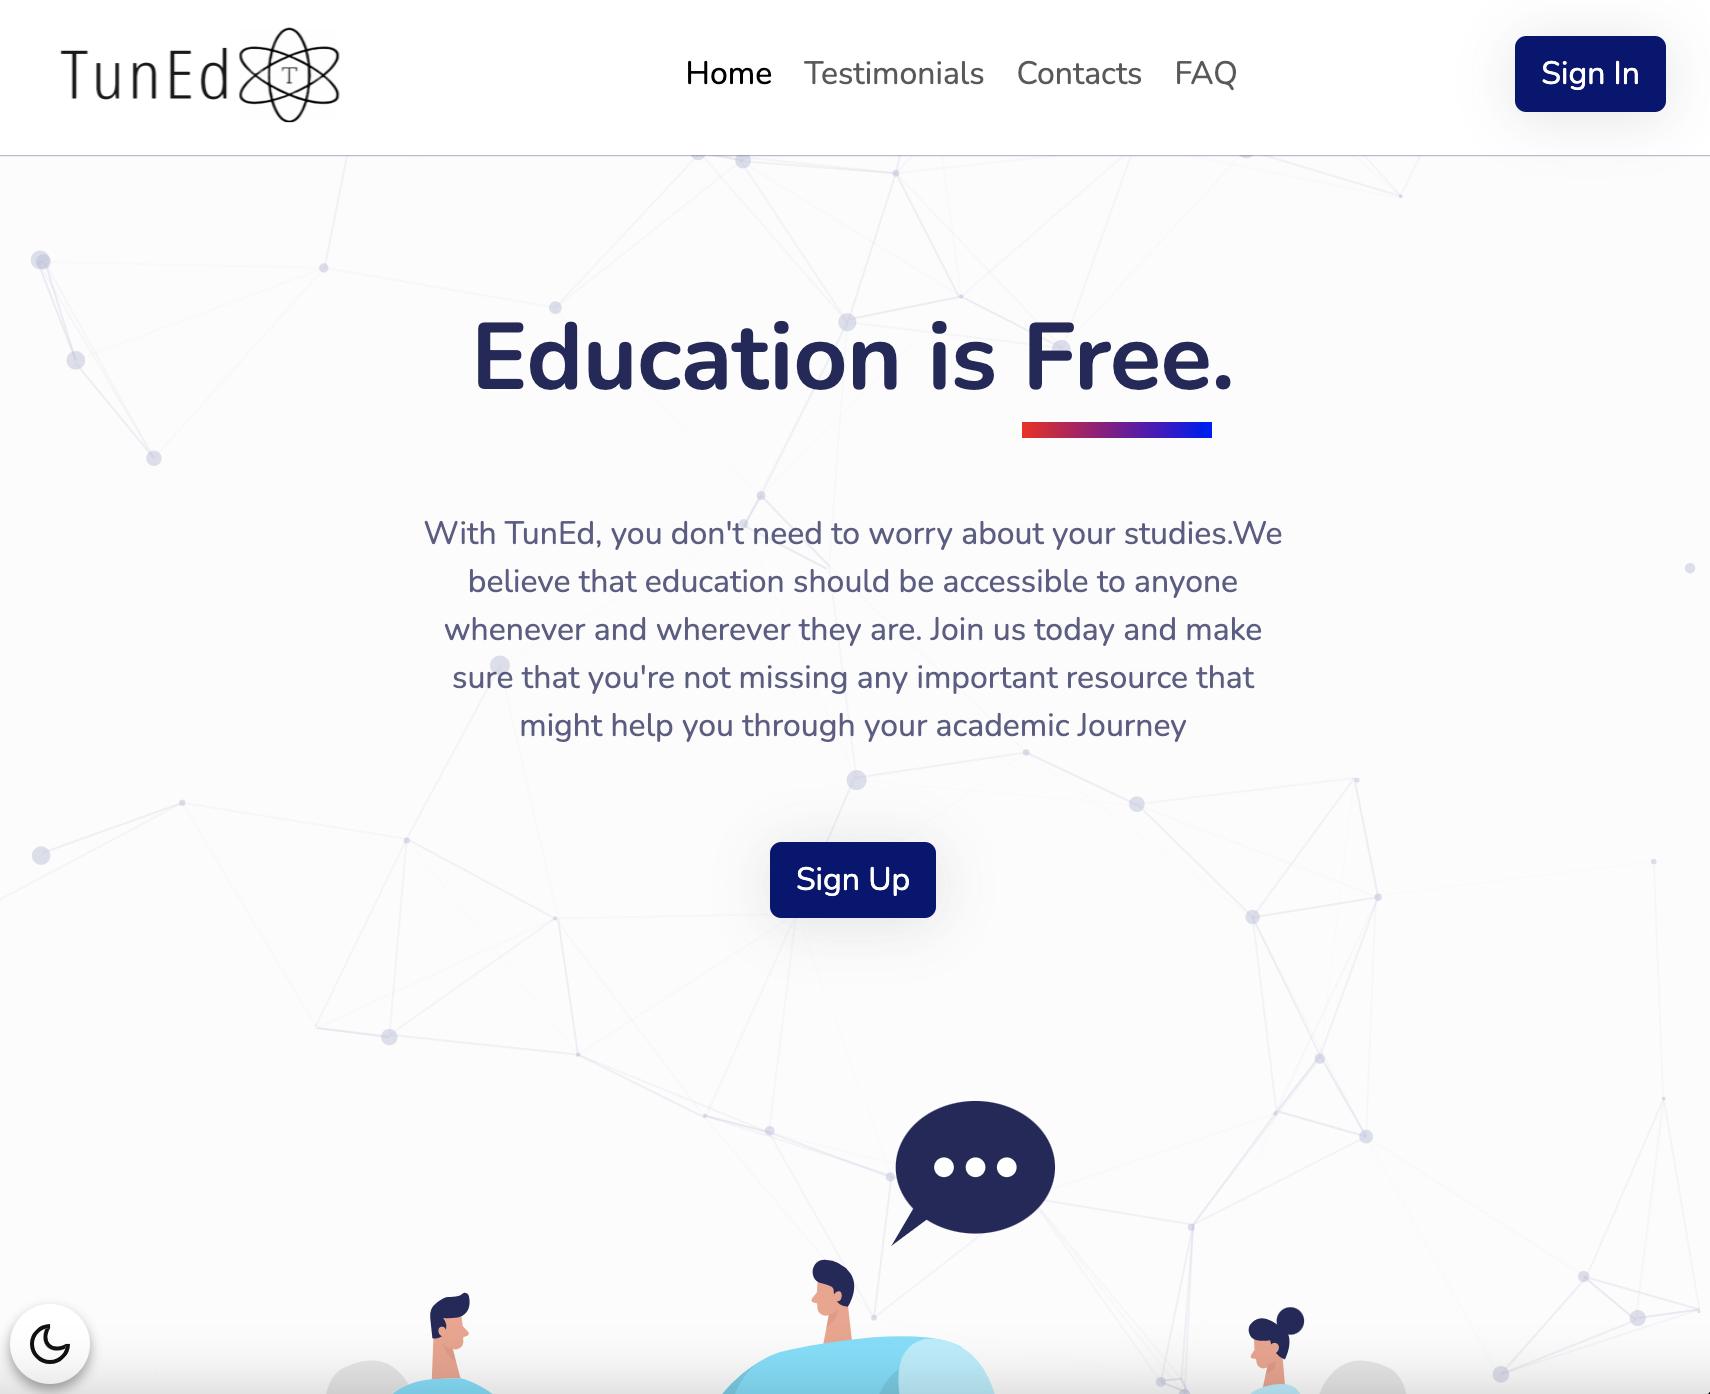 TunEd T
Home Testimonials Contacts FAQ
Sign In
Education is Free.
With TunEd, you don't need to worry about your studies.We
believe that education should be accessible to anyone
whenever and wherever they are. Join us today and make
sure that you're not missing any important resource that
might help you through your academic Journey
Sign Up